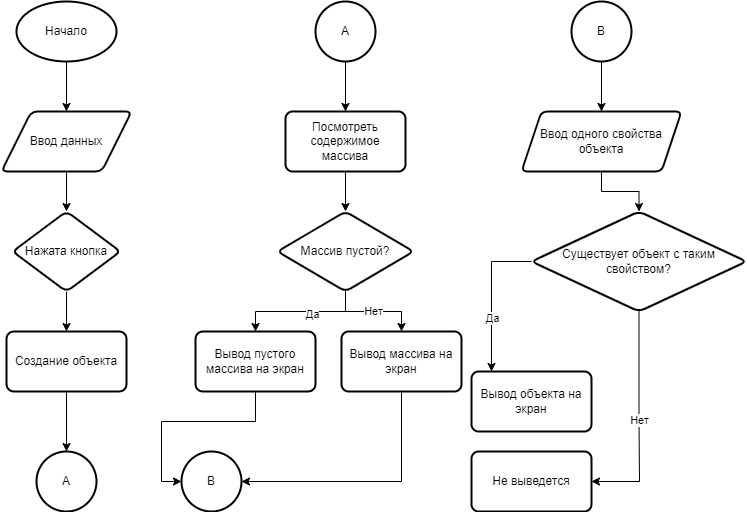 Начало
Ввод данных
Нажата кнопка
Создание объекта
A
A
Посмотреть
содержимое
массива
Массив пустой?
Да
Нет
Вывод пустого
массива на экран
Вывод массива на
экран
B
B
Ввод одного свойства
объекта
Существует объект с таким
свойством?
Да
Вывод объекта на
экран
Нет
Не выведется